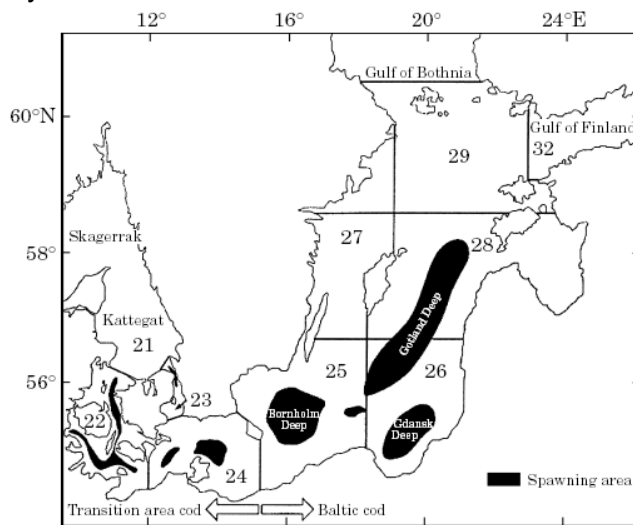 12°
16°
20°
24°E
Gulf of Bothnia
60°N
Gulf of Finland
32
29
27
28
Skagerrak
58°
Kattegat
21
Gotland Deep
56°
25
26
23
22
Bornholm
Deep
Gdansk
Deep
24
Spawning area
Transition area cod
Baltic cod